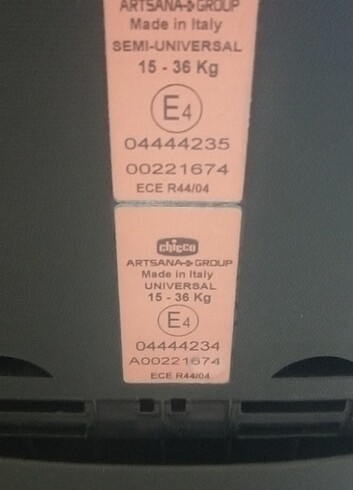 ARTSANA GROUP
Made in Italy
SEMI-UNIVERSAL
15 - 36 Kg
E4
04444235
00221674
ECE R44/04
chicco
ARTSANA GROUP
Made in Italy
UNIVERSAL
15 - 36 Kg
E4
04444234
A00221674
ECE R44/04